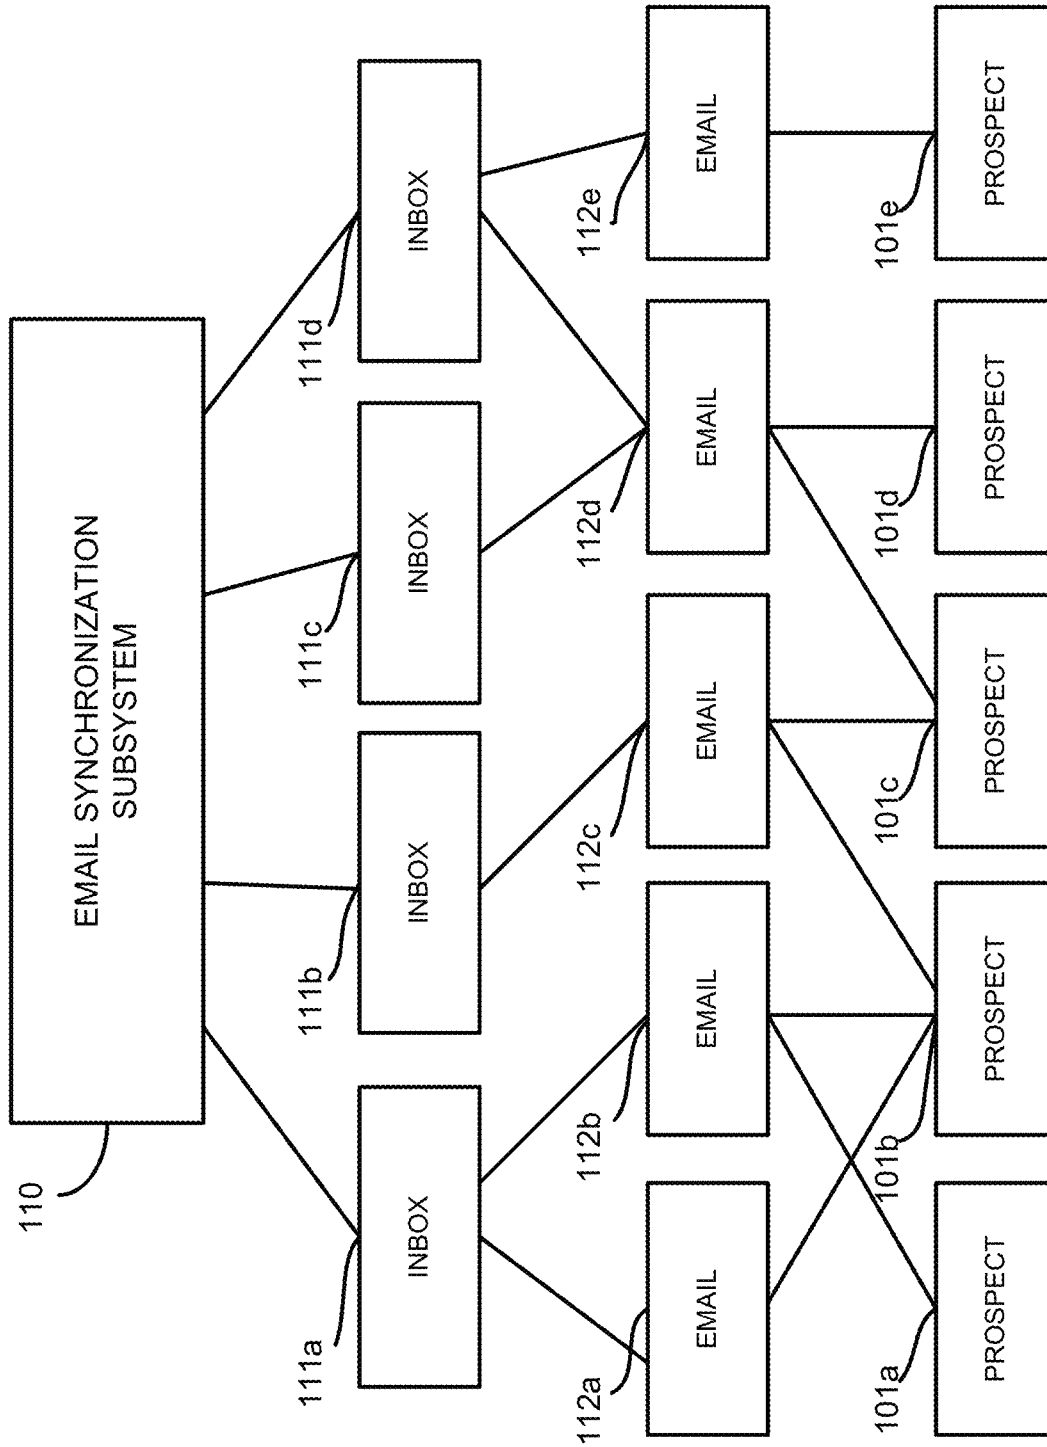 110
EMAIL SYNCHRONIZATION
SUBSYSTEM
111a
111b
111c
111d
INBOX
INBOX
INBOX
INBOX
112a
112b
112c
112d
112e
EMAIL
EMAIL
EMAIL
EMAIL
EMAIL
101a
101b
101c
101d
101e
PROSPECT
PROSPECT
PROSPECT
PROSPECT
PROSPECT